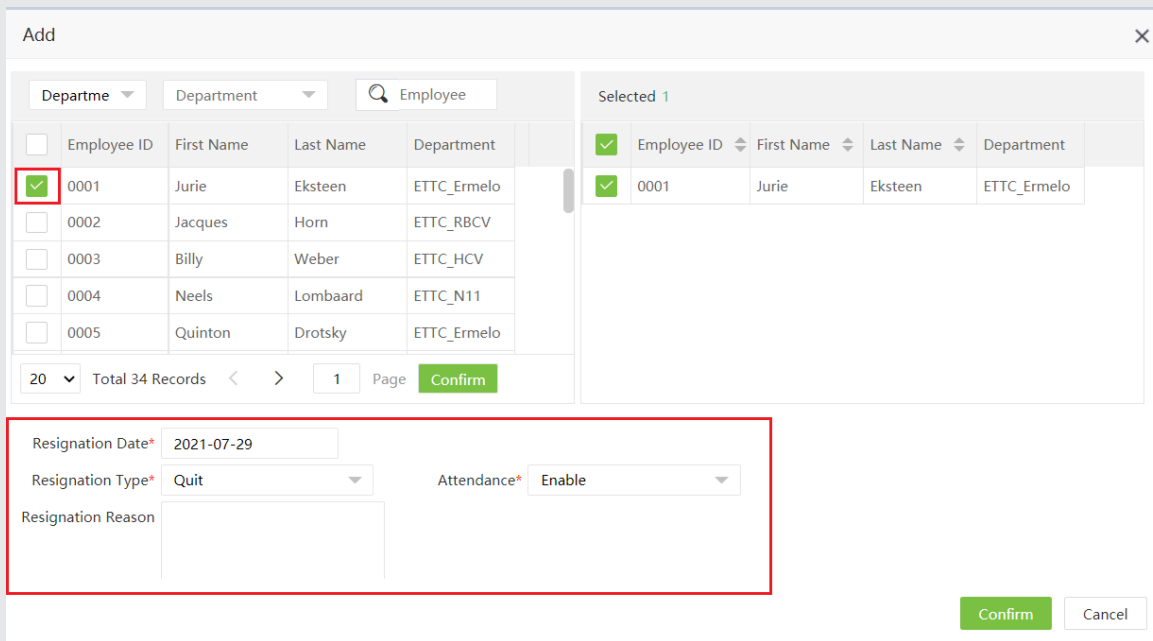 Add
Departme Department Employee
Employee ID First Name Last Name Department
0001 Jurie Eksteen ETTC_Ermelo
0002 Jacques Horn ETTC_RBCV
0003 Billy Weber ETTC_HCV
0004 Neels Lombaard ETTC_N11
0005 Quinton Drotsky ETTC_Ermelo
20 Total 34 Records 1 Page Confirm
Selected 1
Employee ID First Name Last Name Department
0001 Jurie Eksteen ETTC_Ermelo
Resignation Date* 2021-07-29
Resignation Type* Quit Attendance* Enable
Resignation Reason
Confirm Cancel